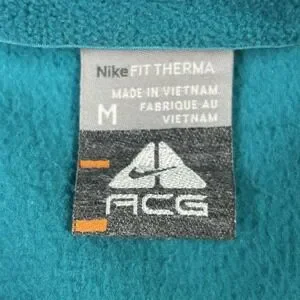 Nike FIT THERMA
MADE IN VIETNAM
FABRIQUE AU
M
VIETNAM
ACG